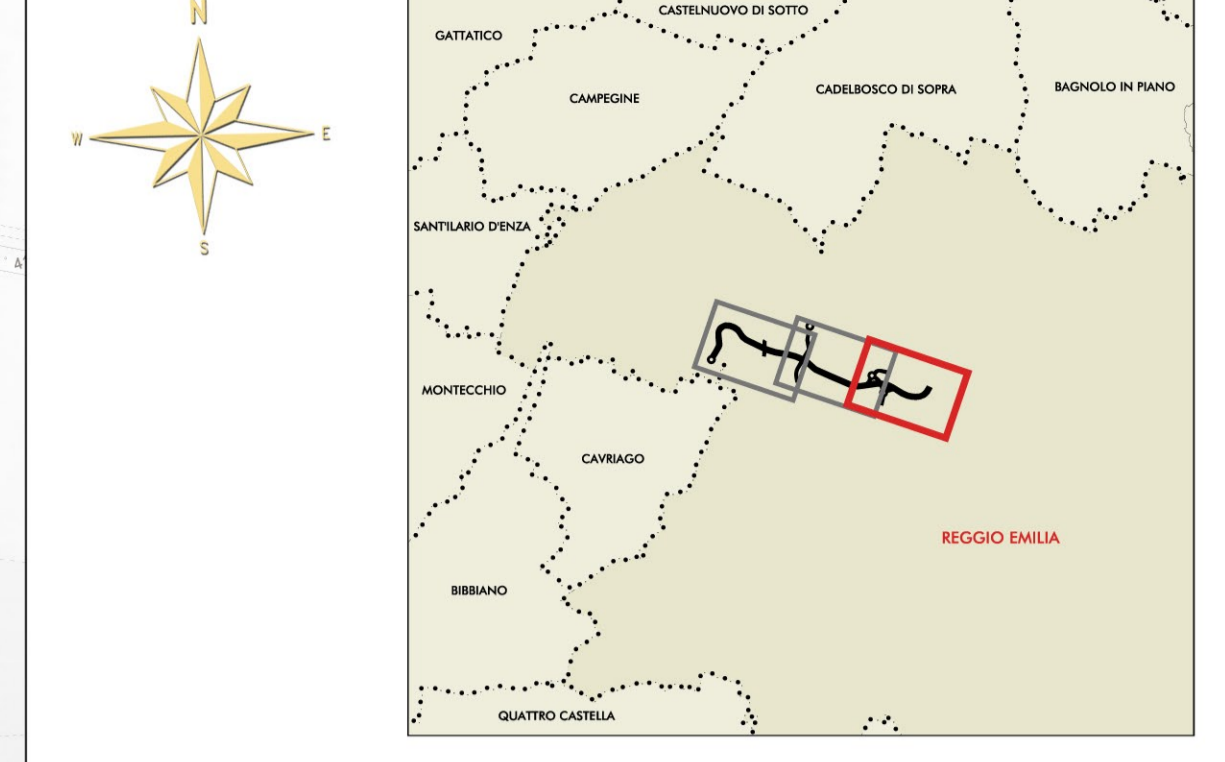 N
W
E
S
4
CASTELNUOVO DI SOTTO
GATTATICO
CAMPEGINE
CADELBOSCO DI SOPRA
BAGNOLO IN PIANO
SANT'ILARIO D'ENZA
MONTECCHIO
CAVRIAGO
REGGIO EMILIA
BIBBIANO
QUATTRO CASTELLA